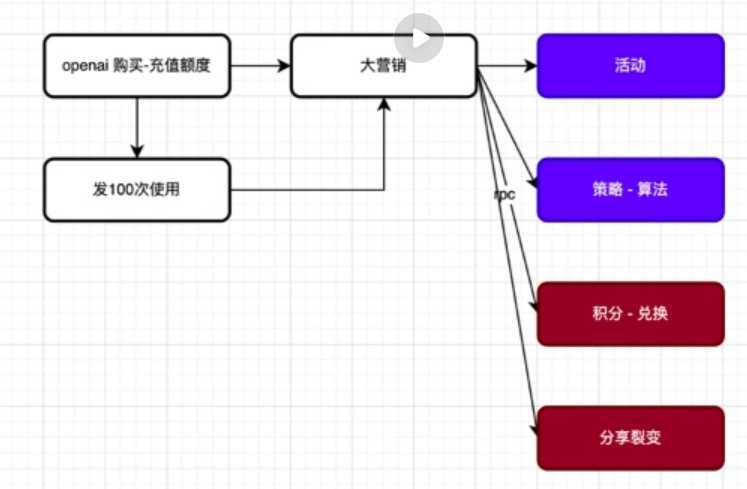 openai 购买-充值额度
大营销
活动
发100次使用
策略 - 算法
rpc
积分 - 兑换
分享裂变